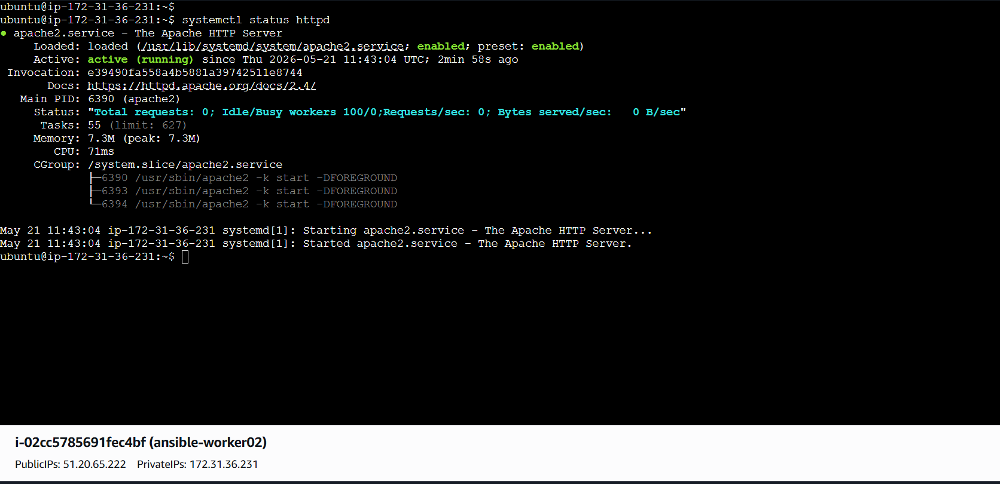 ubuntu@ip-172-31-36-231:~$
ubuntu@ip-172-31-36-231:~$ systemctl status httpd
● apache2.service - The Apache HTTP Server
     Loaded: loaded (/usr/lib/systemd/system/apache2.service; enabled; preset: enabled)
     Active: active (running) since Thu 2026-05-21 11:43:04 UTC; 2min 58s ago
 Invocation: e39490fa558a4b5881a39742511e8744
       Docs: https://httpd.apache.org/docs/2.4/
   Main PID: 6390 (apache2)
     Status: "Total requests: 0; Idle/Busy workers 100/0;Requests/sec: 0; Bytes served/sec:   0 B/sec"
      Tasks: 55 (limit: 627)
     Memory: 7.3M (peak: 7.3M)
        CPU: 71ms
     CGroup: /system.slice/apache2.service
             ├─6390 /usr/sbin/apache2 -k start -DFOREGROUND
             ├─6393 /usr/sbin/apache2 -k start -DFOREGROUND
             └─6394 /usr/sbin/apache2 -k start -DFOREGROUND
May 21 11:43:04 ip-172-31-36-231 systemd[1]: Starting apache2.service - The Apache HTTP Server...
May 21 11:43:04 ip-172-31-36-231 systemd[1]: Started apache2.service - The Apache HTTP Server.
ubuntu@ip-172-31-36-231:~$
i-02cc5785691fec4bf (ansible-worker02)
PublicIPs: 51.20.65.222 PrivateIPs: 172.31.36.231